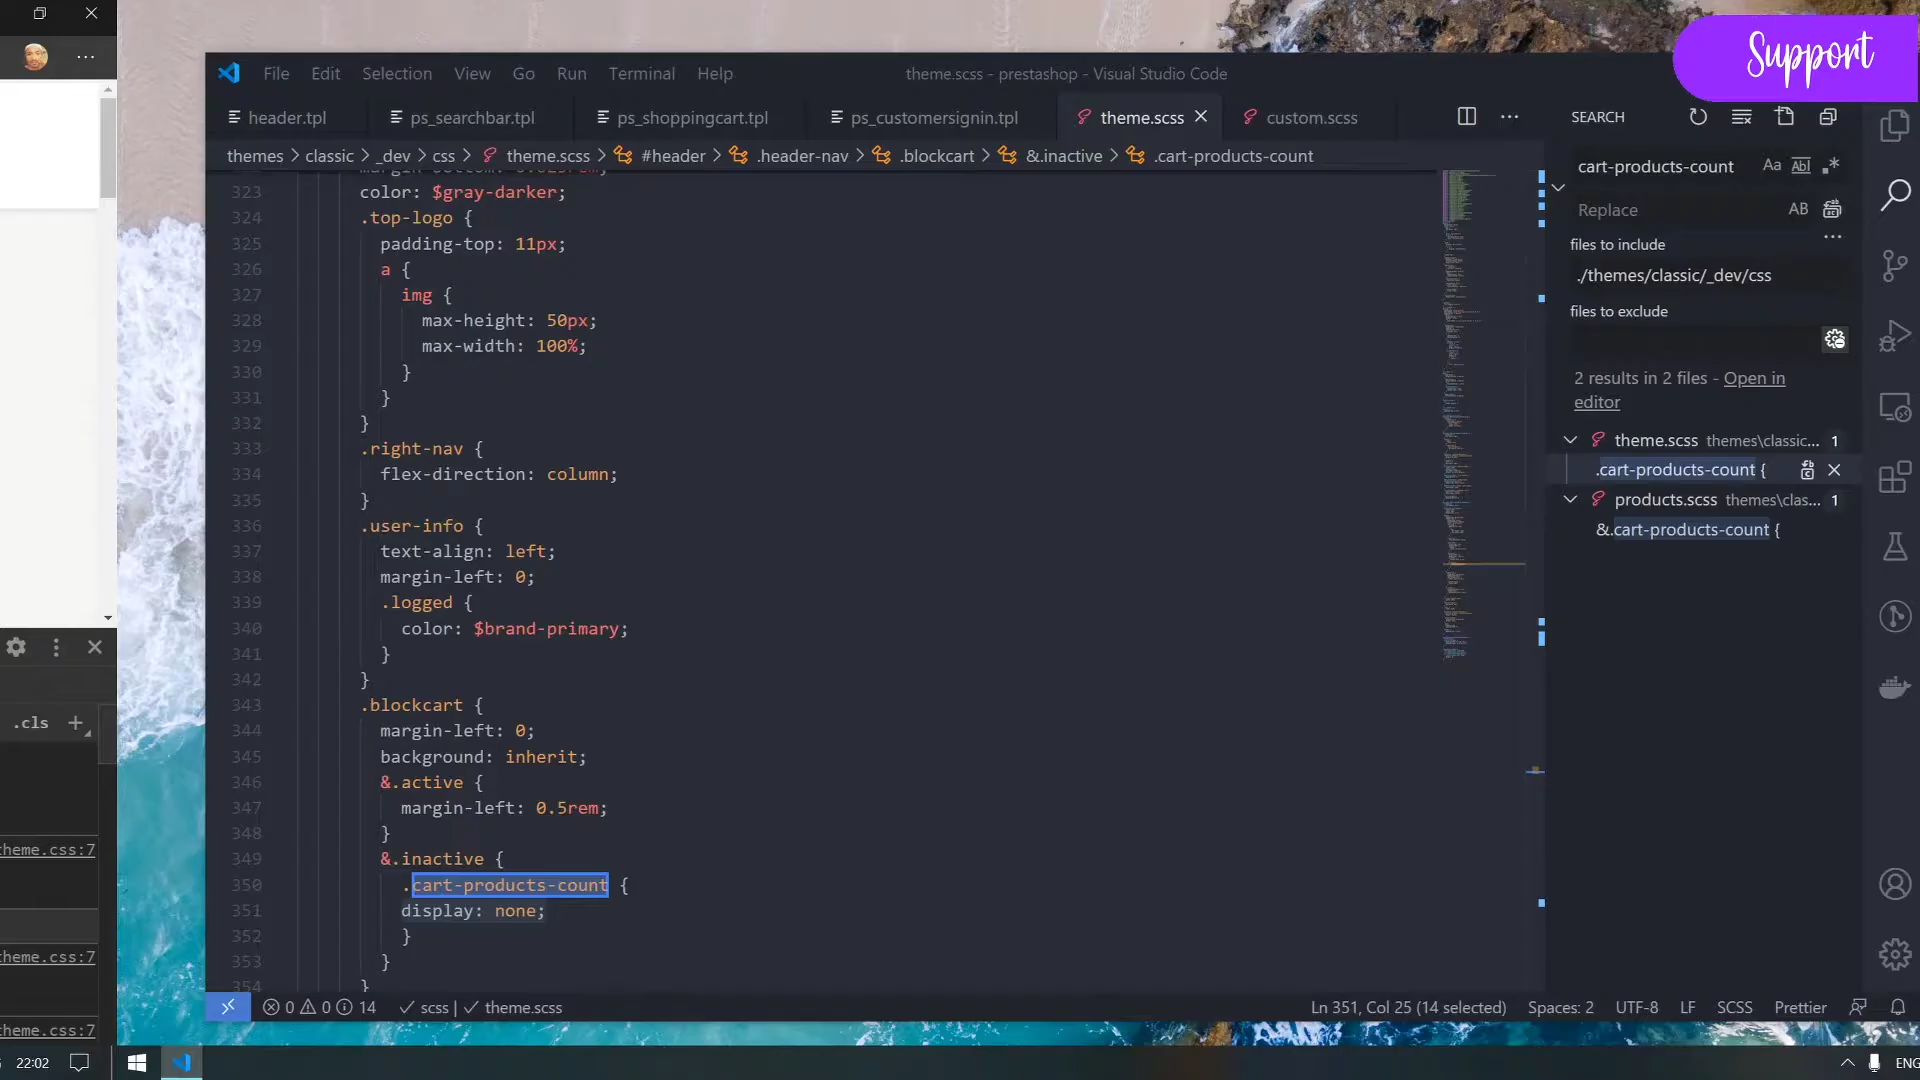 Support
File Edit Selection View Go Run Terminal Help
theme.scss - prestashop - Visual Studio Code
header.tpl ps_searchbar.tpl ps_shoppingcart.tpl ps_customersignin.tpl theme.scss custom.scss
themes > classic > _dev > css > theme.scss > #header > .header-nav > .blockcart > &.inactive > .cart-products-count
323 color: $gray-darker;
324 .top-logo {
325 padding-top: 11px;
326 a {
327 img {
328 max-height: 50px;
329 max-width: 100%;
330 }
331 }
332 }
333 .right-nav {
334 flex-direction: column;
335 }
336 .user-info {
337 text-align: left;
338 margin-left: 0;
339 .logged {
340 color: $brand-primary;
341 }
342 }
343 .blockcart {
344 margin-left: 0;
345 background: inherit;
346 &.active {
347 margin-left: 0.5rem;
348 }
349 &.inactive {
350 .cart-products-count {
351 display: none;
352 }
353 }
354 }
SEARCH
cart-products-count Aa Abl .*
Replace AB
files to include
./themes/classic/_dev/css
files to exclude
2 results in 2 files - Open in
editor
theme.scss themes\classic... 1
.cart-products-count {
products.scss themes\clas... 1
&.cart-products-count {
.cls +
heme.css:7
heme.css:7
heme.css:7
0 0 14 scss | theme.scss
Ln 351, Col 25 (14 selected) Spaces: 2 UTF-8 LF SCSS Prettier
22:02
ENG